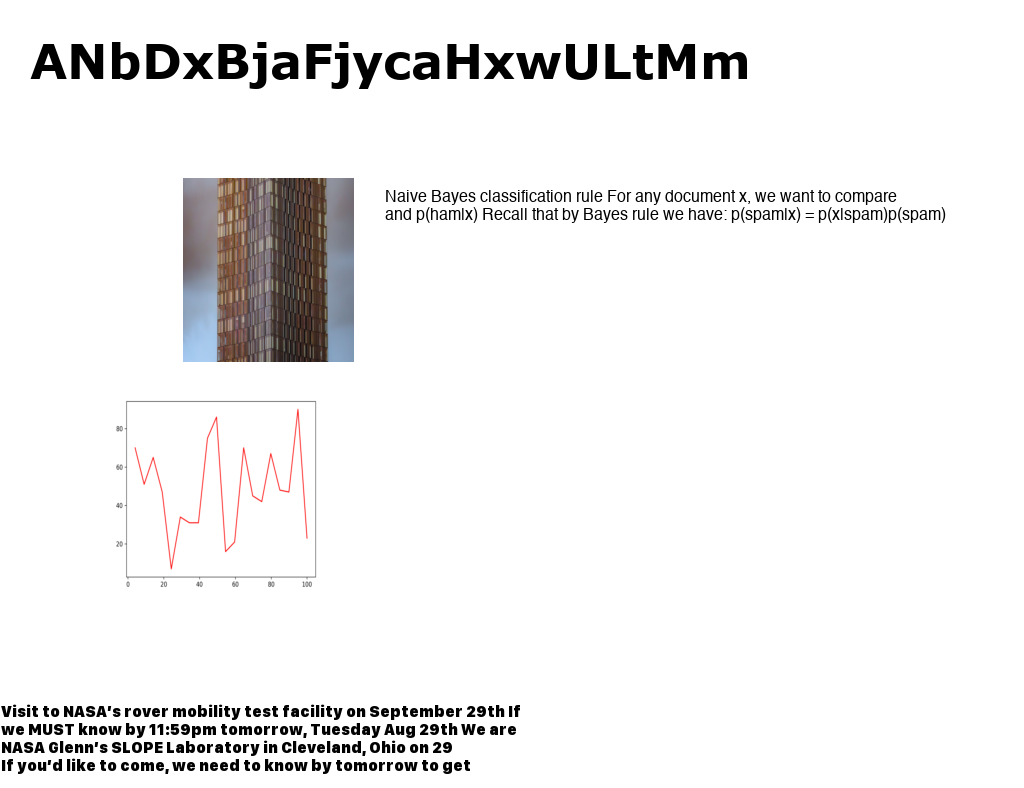 ANbDxBjaFjycaHxwULtMm
Naive Bayes classification rule For any document x, we want to compare
and p(ham|x) Recall that by Bayes rule we have: p(spam|x) = p(x|spam)p(spam)
80
60
40
20
0 20 40 60 80 100
Visit to NASA's rover mobility test facility on September 29th If
we MUST know by 11:59pm tomorrow, Tuesday Aug 29th We are
NASA Glenn's SLOPE Laboratory in Cleveland, Ohio on 29
If you'd like to come, we need to know by tomorrow to get